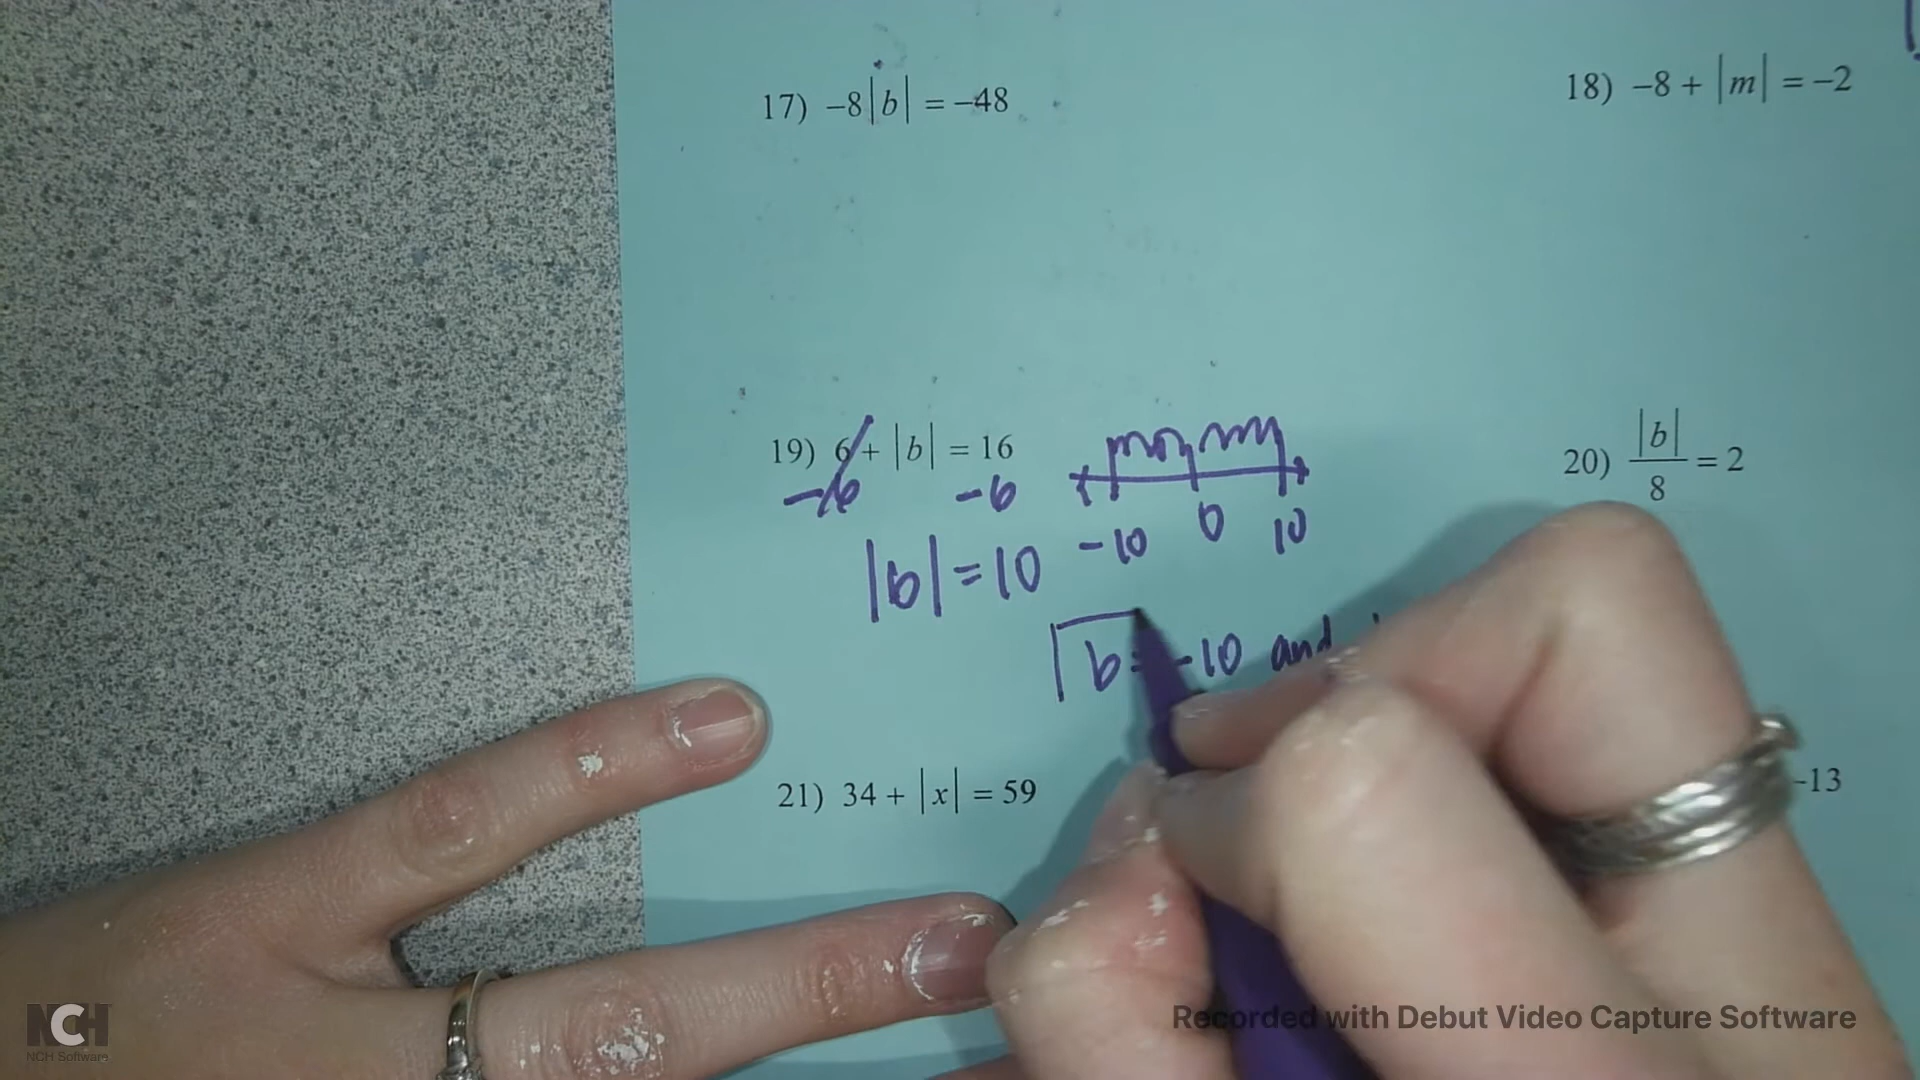 17) −8|b| = −48
18) −8 + |m| = −2
19) 6 + |b| = 16
−6 −6
|b| = 10
−10 0 10
b = −10 and
20) |b|/8 = 2
21) 34 + |x| = 59
−13
NCH
NCH Software
Recorded with Debut Video Capture Software